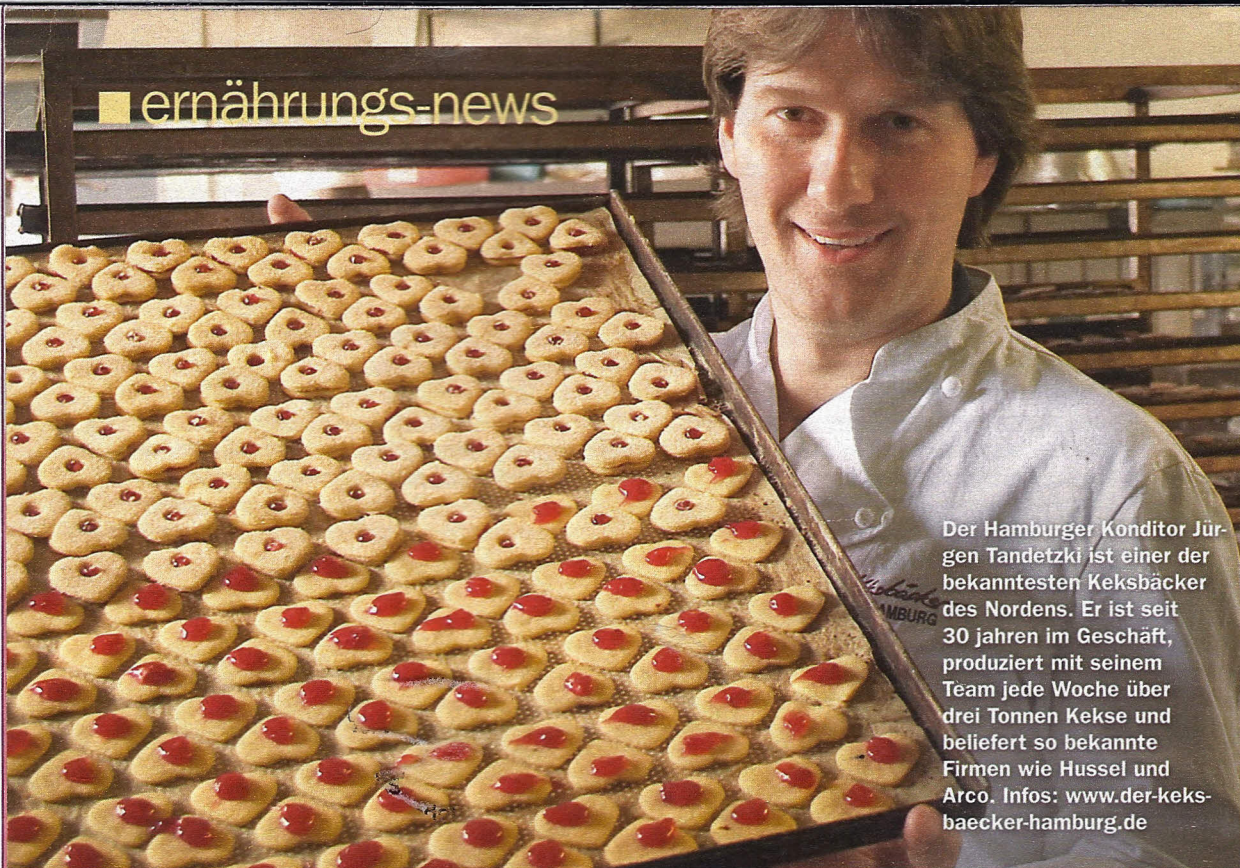 ernährungs-news
Der Hamburger Konditor Jür-
gen Tandetzki ist einer der
bekanntesten Keksbäcker
des Nordens. Er ist seit
30 jahren im Geschäft,
produziert mit seinem
Team jede Woche über
drei Tonnen Kekse und
beliefert so bekannte
Firmen wie Hussel und
Arco. Infos: www.der-keks-
baecker-hamburg.de